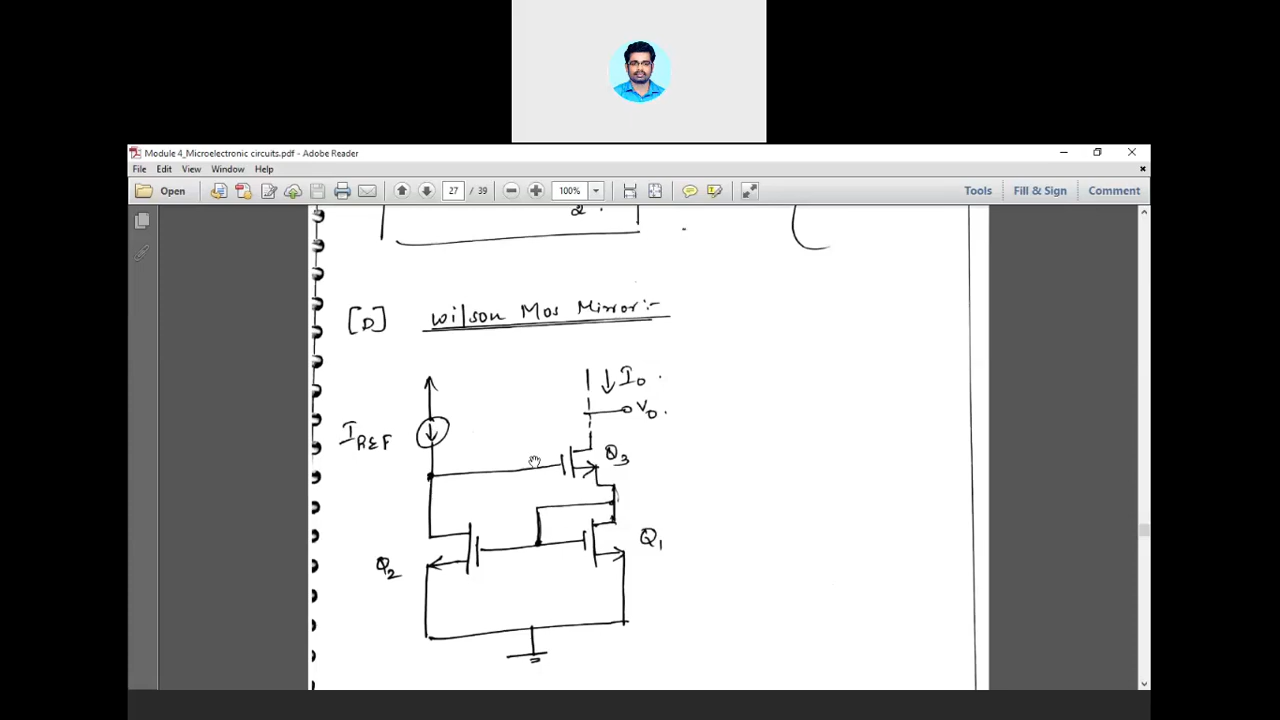 Module 4_Microelectronic circuits.pdf - Adobe Reader
File Edit View Window Help
Open 27 / 39 100% Tools Fill & Sign Comment
2 .
[D] Wilson Mos Mirror:-
I0 .
V0 .
IREF
Q3
Q1
Q2